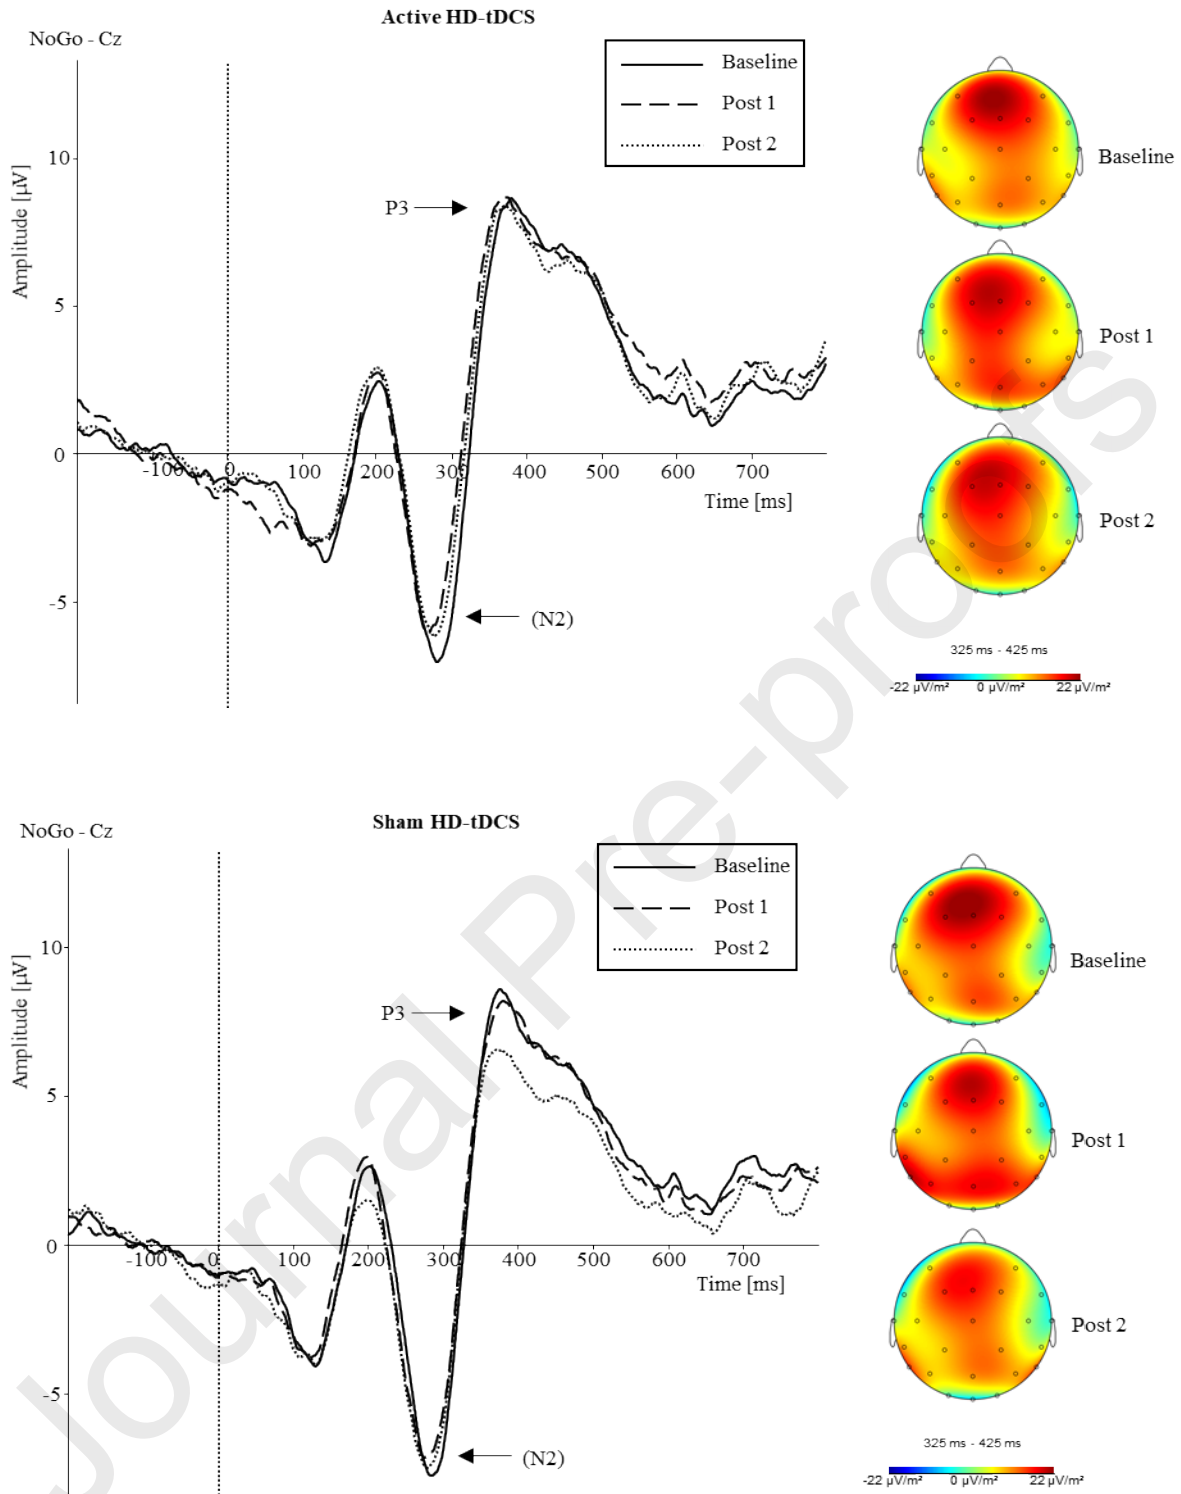 Active HD-tDCS
NoGo - Cz
Baseline
Post 1
Post 2
Amplitude [μV]
10
5
0
-5
-100
0
100
200
300
400
500
600
700
Time [ms]
P3
(N2)
Baseline
Post 1
Post 2
325 ms - 425 ms
-22 μV/m² 0 μV/m² 22 μV/m²
Sham HD-tDCS
NoGo - Cz
Baseline
Post 1
Post 2
Amplitude [μV]
10
5
0
-5
-100
0
100
200
300
400
500
600
700
Time [ms]
P3
(N2)
Baseline
Post 1
Post 2
325 ms - 425 ms
-22 μV/m² 0 μV/m² 22 μV/m²
Journal Pre-proofs